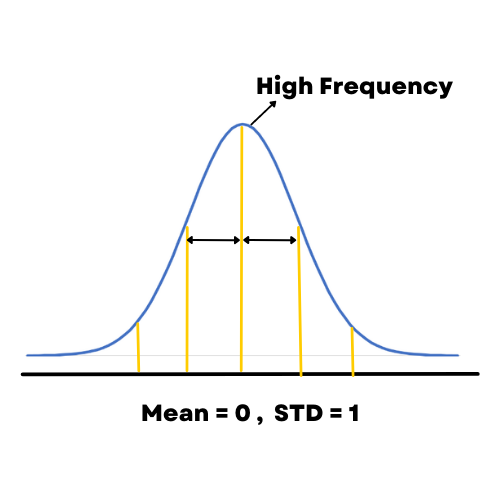 High Frequency
Mean = 0 , STD = 1